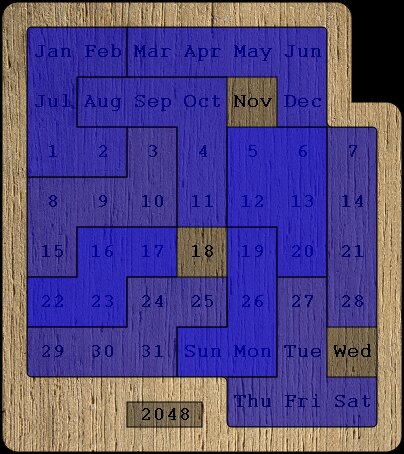 Jan Feb Mar Apr May Jun
Jul Aug Sep Oct Nov Dec
1 2 3 4 5 6 7
8 9 10 11 12 13 14
15 16 17 18 19 20 21
22 23 24 25 26 27 28
29 30 31 Sun Mon Tue Wed
Thu Fri Sat
2048